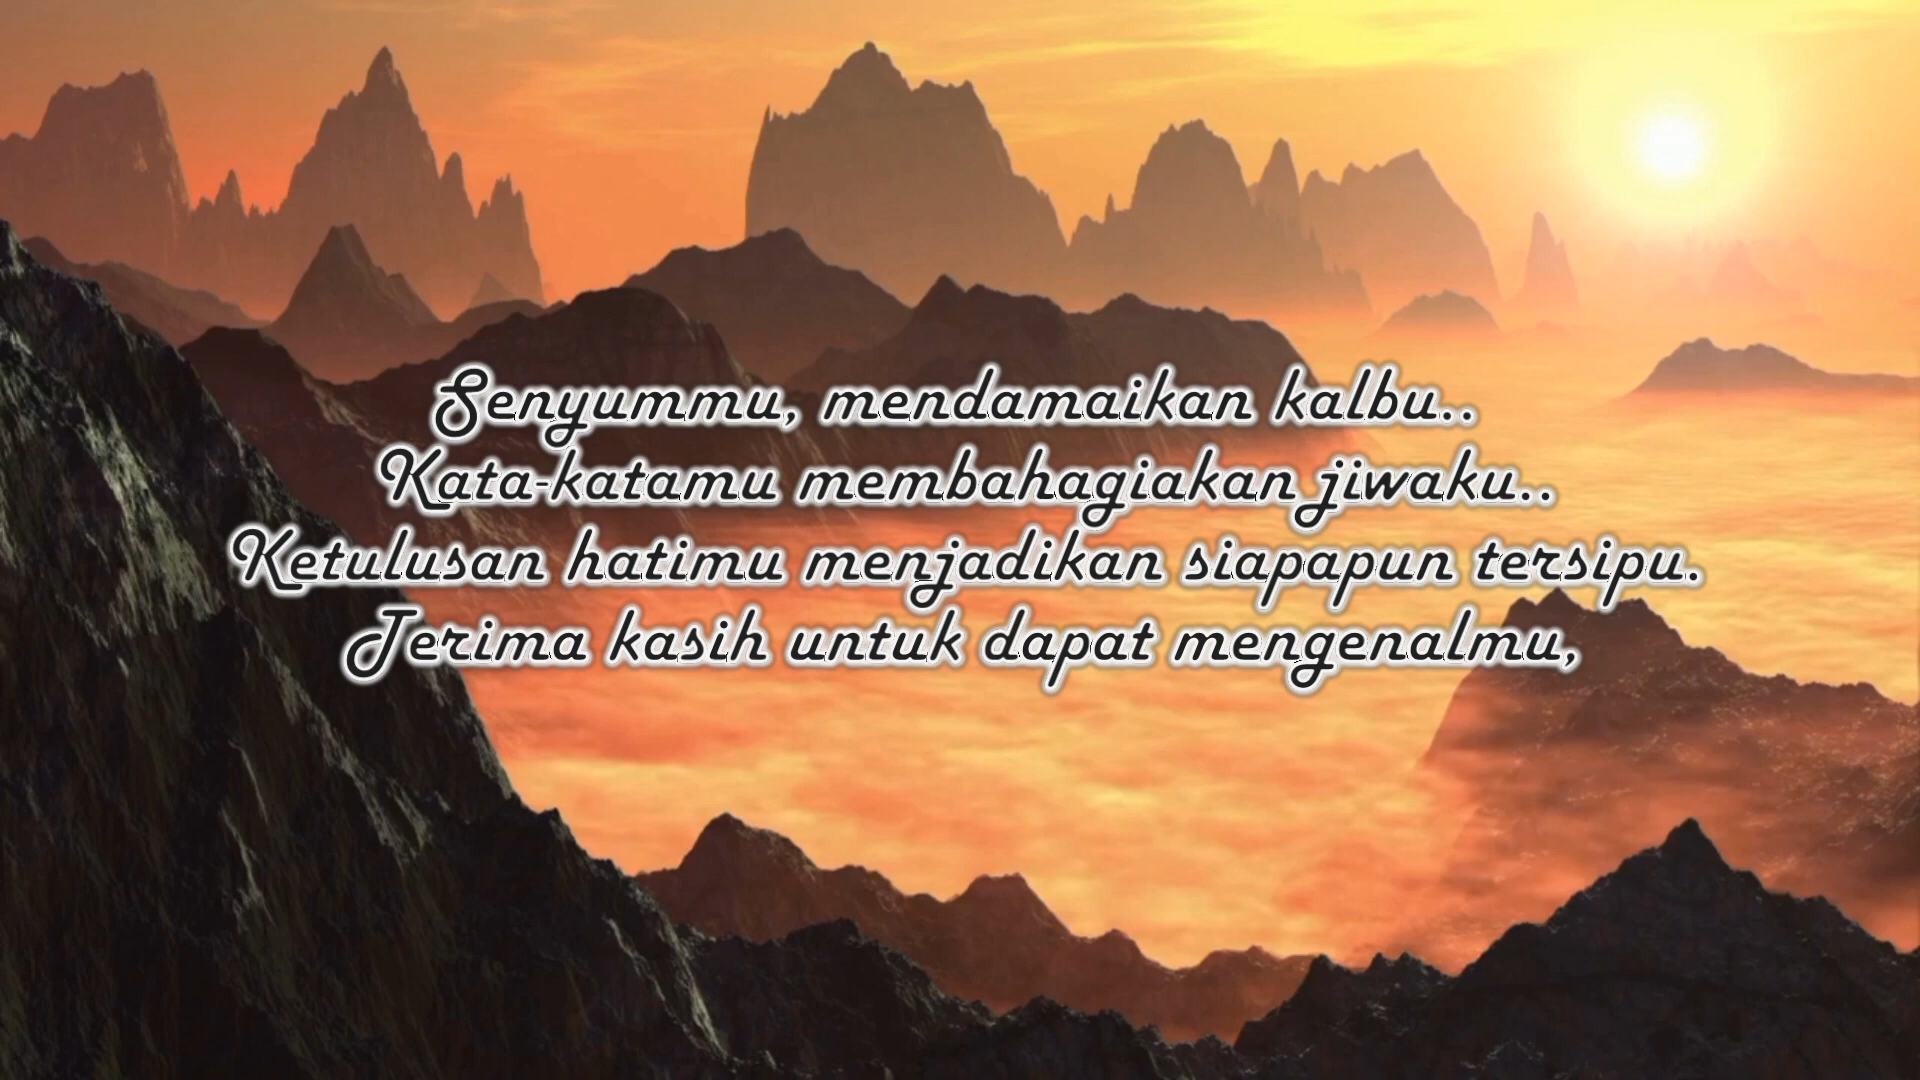 Senyummu, mendamaikan kalbu..
Kata-katamu membahagiakan jiwaku..
Ketulusan hatimu menjadikan siapapun tersipu.
Terima kasih untuk dapat mengenalmu,